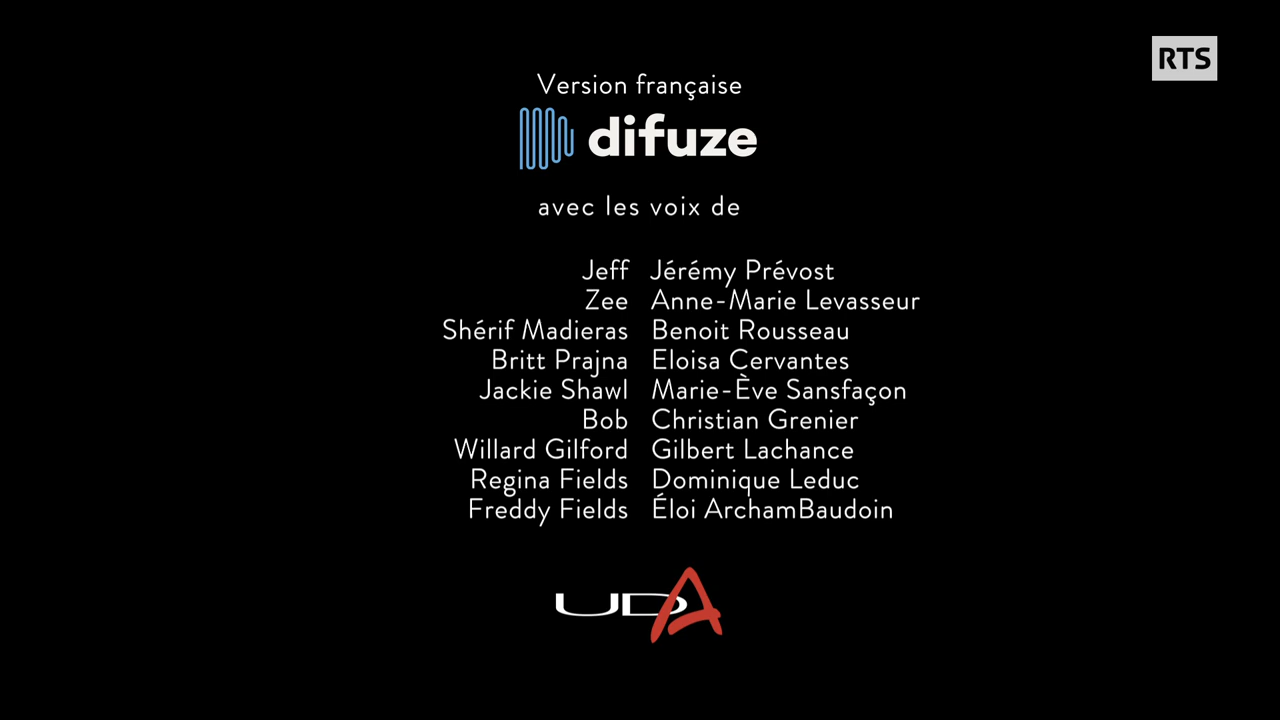 RTS
Version française
difuze
avec les voix de
Jeff Jérémy Prévost
Zee Anne-Marie Levasseur
Shérif Madieras Benoit Rousseau
Britt Prajna Eloisa Cervantes
Jackie Shawl Marie-Ève Sansfaçon
Bob Christian Grenier
Willard Gilford Gilbert Lachance
Regina Fields Dominique Leduc
Freddy Fields Éloi ArchamBaudoin
UDA